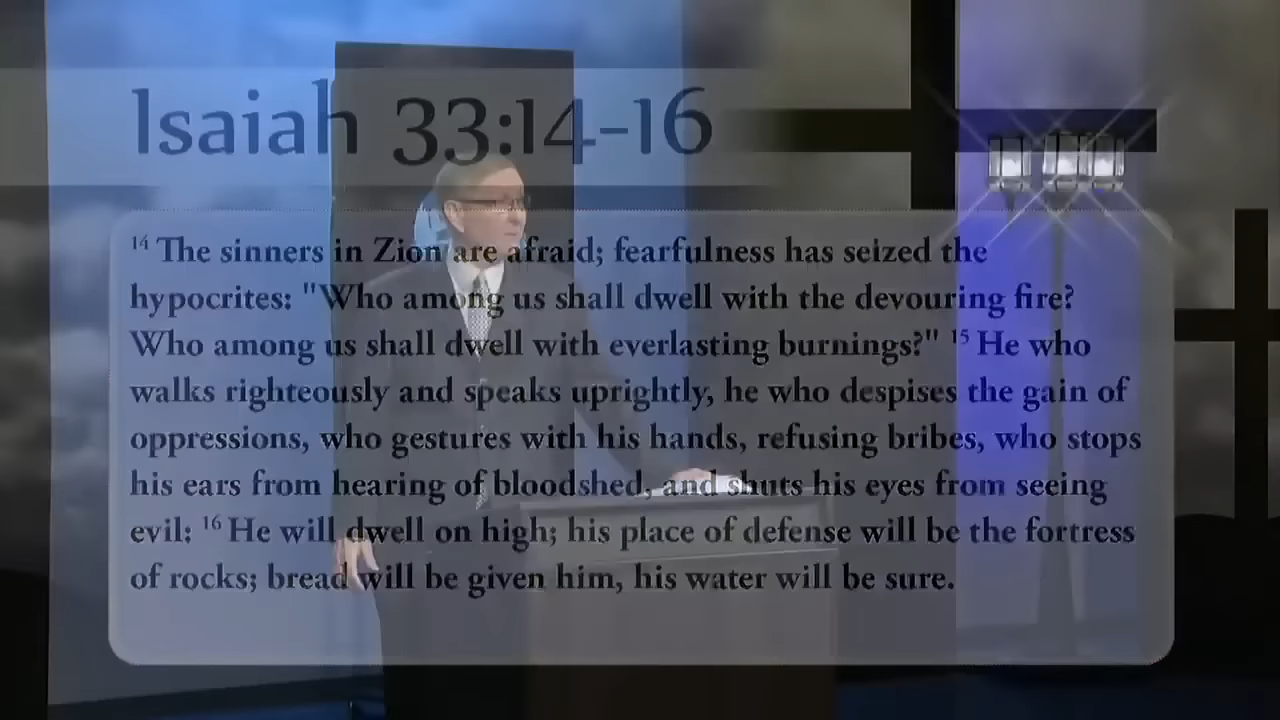 Isaiah 33:14-16
14 The sinners in Zion are afraid; fearfulness has seized the
hypocrites: "Who among us shall dwell with the devouring fire?
Who among us shall dwell with everlasting burnings?" 15 He who
walks righteously and speaks uprightly, he who despises the gain of
oppressions, who gestures with his hands, refusing bribes, who stops
his ears from hearing of bloodshed, and shuts his eyes from seeing
evil: 16 He will dwell on high; his place of defense will be the fortress
of rocks; bread will be given him, his water will be sure.